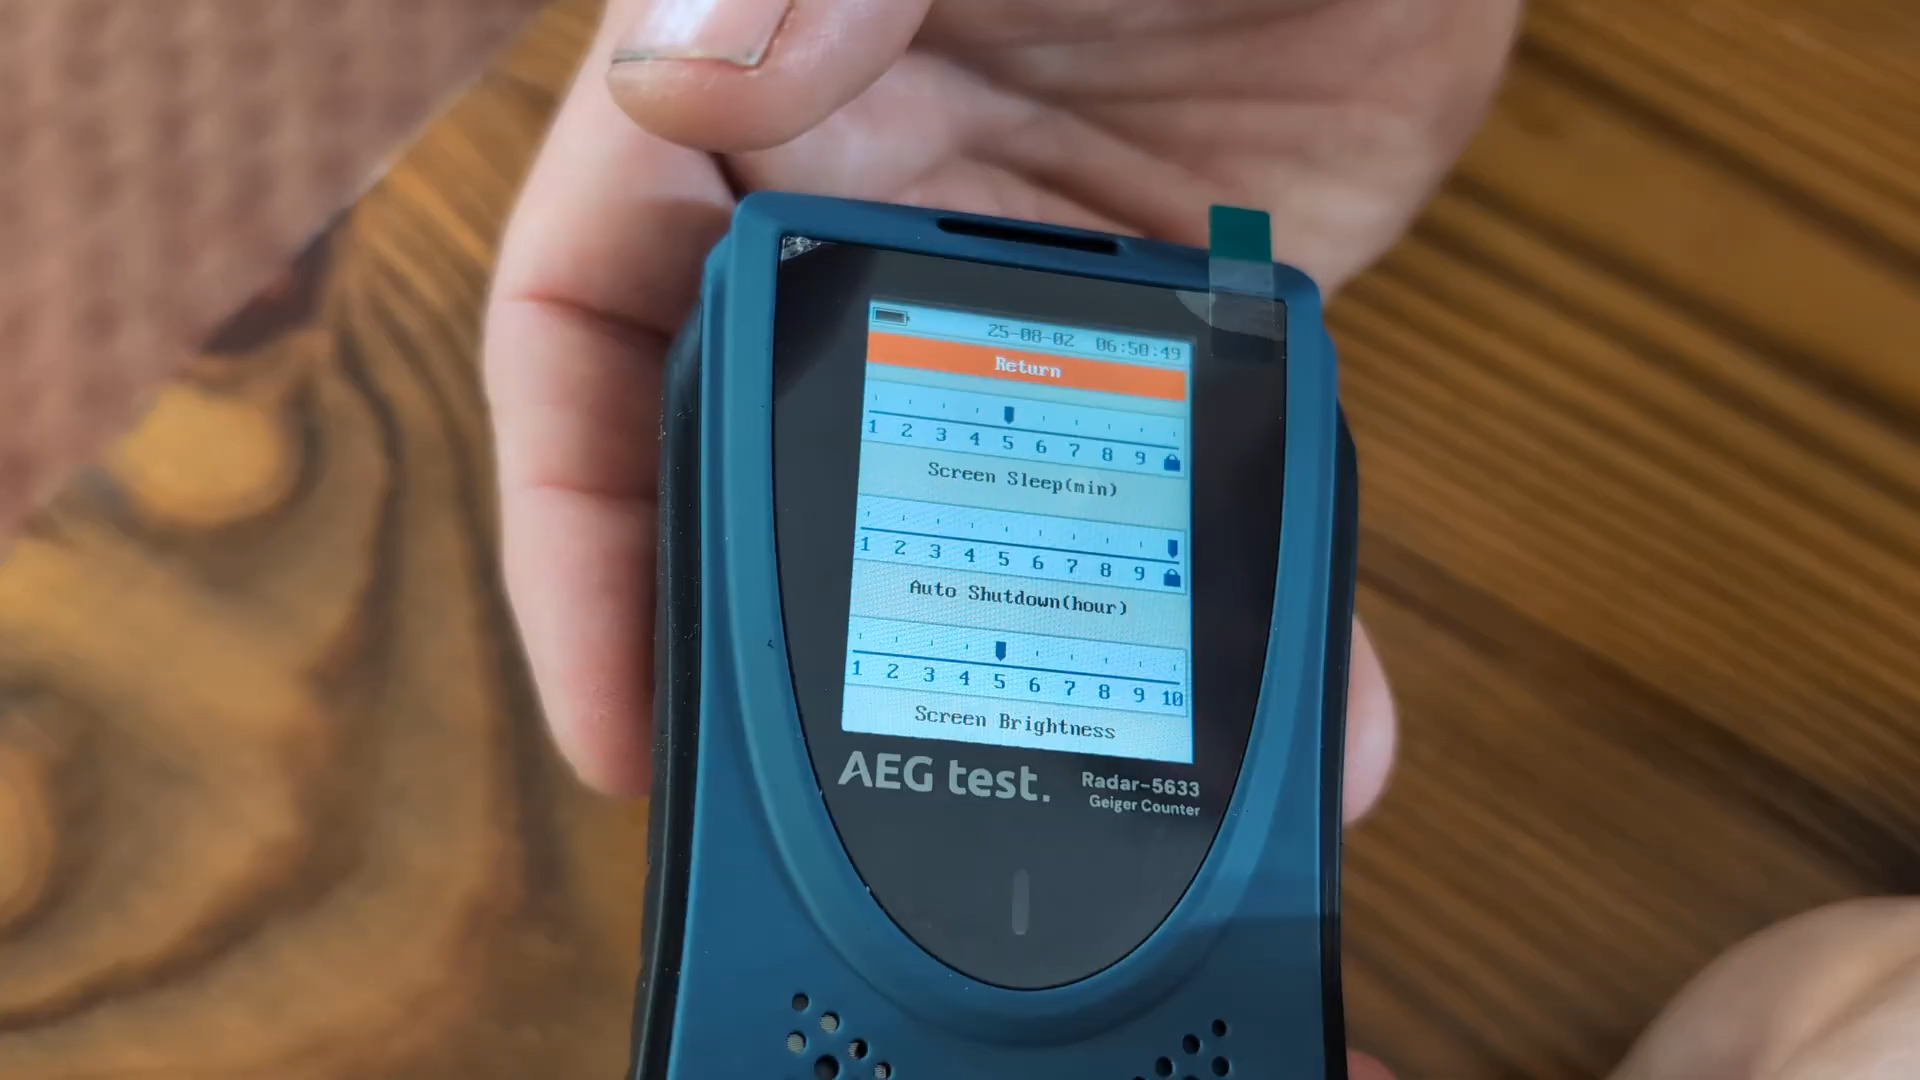 25-08-02 06:50:49
Return
1 2 3 4 5 6 7 8 9
Screen Sleep(min)
1 2 3 4 5 6 7 8 9
Auto Shutdown(hour)
1 2 3 4 5 6 7 8 9 10
Screen Brightness
AEG test. Radar-5633
Geiger Counter